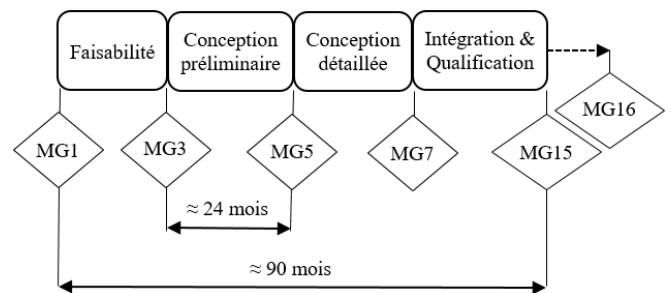 Faisabilité
Conception
préliminaire
Conception
détaillée
Intégration &
Qualification
MG16
MG1
MG3
MG5
MG7
MG15
≈ 24 mois
≈ 90 mois